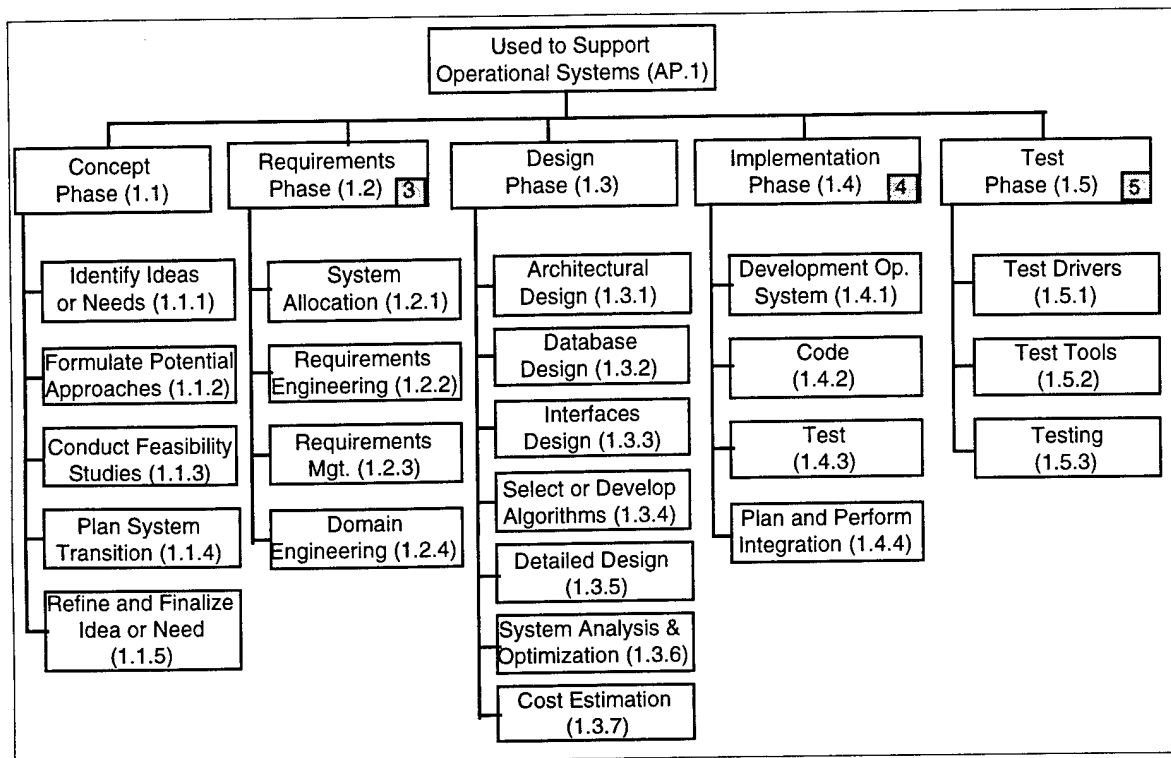 Used to Support
Operational Systems (AP.1)
Concept
Phase (1.1)
Requirements
Phase (1.2)
3
Design
Phase (1.3)
Implementation
Phase (1.4)
4
Test
Phase (1.5)
5
Identify Ideas
or Needs (1.1.1)
Formulate Potential
Approaches (1.1.2)
Conduct Feasibility
Studies (1.1.3)
Plan System
Transition (1.1.4)
Refine and Finalize
Idea or Need
(1.1.5)
System
Allocation (1.2.1)
Requirements
Engineering (1.2.2)
Requirements
Mgt. (1.2.3)
Domain
Engineering (1.2.4)
Architectural
Design (1.3.1)
Database
Design (1.3.2)
Interfaces
Design (1.3.3)
Select or Develop
Algorithms (1.3.4)
Detailed Design
(1.3.5)
System Analysis &
Optimization (1.3.6)
Cost Estimation
(1.3.7)
Development Op.
System (1.4.1)
Code
(1.4.2)
Test
(1.4.3)
Plan and Perform
Integration (1.4.4)
Test Drivers
(1.5.1)
Test Tools
(1.5.2)
Testing
(1.5.3)